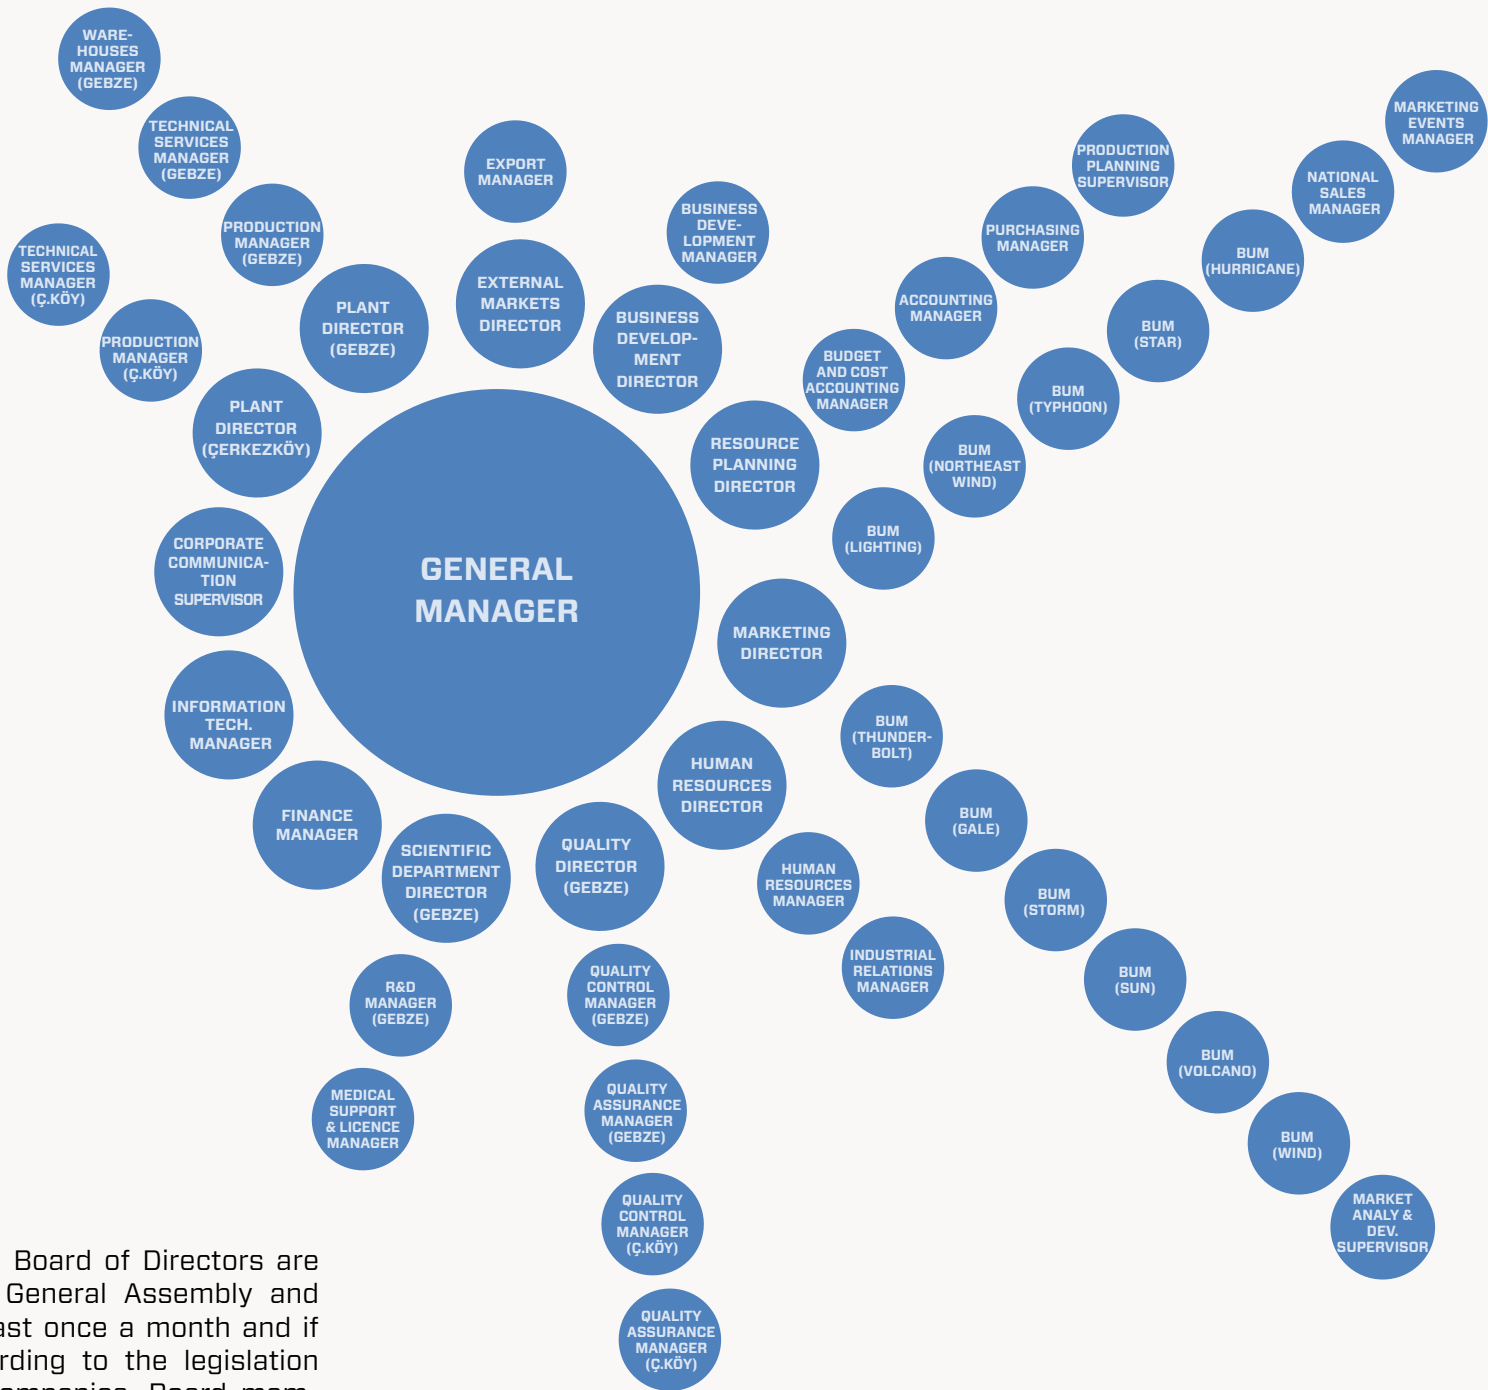 WARE-
HOUSES
MANAGER
(GEBZE)
TECHNICAL
SERVICES
MANAGER
(GEBZE)
PRODUCTION
MANAGER
(GEBZE)
PLANT
DIRECTOR
(GEBZE)
TECHNICAL
SERVICES
MANAGER
(Ç.KÖY)
PRODUCTION
MANAGER
(Ç.KÖY)
PLANT
DIRECTOR
(ÇERKEZKÖY)
EXPORT
MANAGER
EXTERNAL
MARKETS
DIRECTOR
BUSINESS
DEVE-
LOPMENT
MANAGER
BUSINESS
DEVELOP-
MENT
DIRECTOR
PRODUCTION
PLANNING
SUPERVISOR
PURCHASING
MANAGER
ACCOUNTING
MANAGER
BUDGET
AND COST
ACCOUNTING
MANAGER
RESOURCE
PLANNING
DIRECTOR
MARKETING
EVENTS
MANAGER
NATIONAL
SALES
MANAGER
BUM
(HURRICANE)
BUM
(STAR)
BUM
(TYPHOON)
BUM
(NORTHEAST
WIND)
BUM
(LIGHTING)
MARKETING
DIRECTOR
GENERAL
MANAGER
CORPORATE
COMMUNICA-
TION
SUPERVISOR
INFORMATION
TECH.
MANAGER
FINANCE
MANAGER
SCIENTIFIC
DEPARTMENT
DIRECTOR
(GEBZE)
R&D
MANAGER
(GEBZE)
MEDICAL
SUPPORT
& LICENCE
MANAGER
QUALITY
DIRECTOR
(GEBZE)
QUALITY
CONTROL
MANAGER
(GEBZE)
QUALITY
ASSURANCE
MANAGER
(GEBZE)
QUALITY
CONTROL
MANAGER
(Ç.KÖY)
QUALITY
ASSURANCE
MANAGER
(Ç.KÖY)
HUMAN
RESOURCES
DIRECTOR
HUMAN
RESOURCES
MANAGER
INDUSTRIAL
RELATIONS
MANAGER
BUM
(THUNDER-
BOLT)
BUM
(GALE)
BUM
(STORM)
BUM
(SUN)
BUM
(VOLCANO)
BUM
(WIND)
MARKET
ANALY &
DEV.
SUPERVISOR
Board of Directors are
General Assembly and
once a month and if
to the legislation
Board